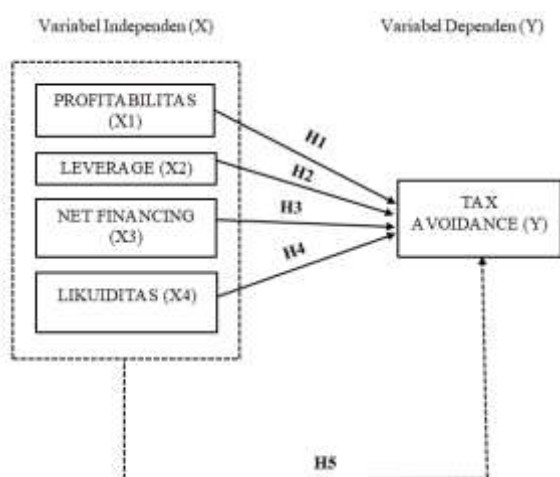 Variabel Independen (X)
Variabel Dependen (Y)
PROFITABILITAS
(X1)
LEVERAGE (X2)
NET FINANCING
(X3)
LIKUIDITAS (X4)
H1
H2
H3
H4
TAX
AVOIDANCE (Y)
H5